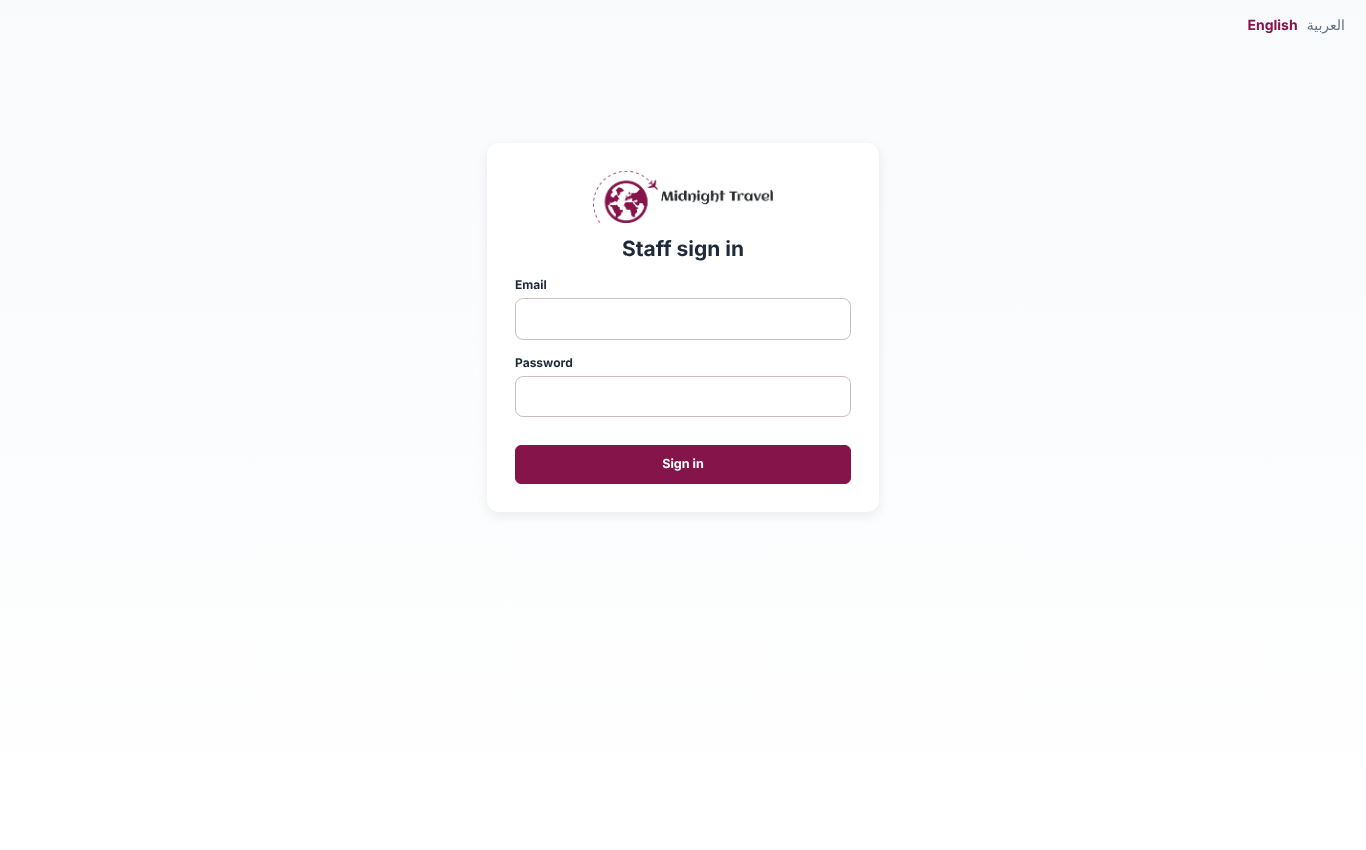 English العربية
Midnight Travel
Staff sign in
Email
Password
Sign in